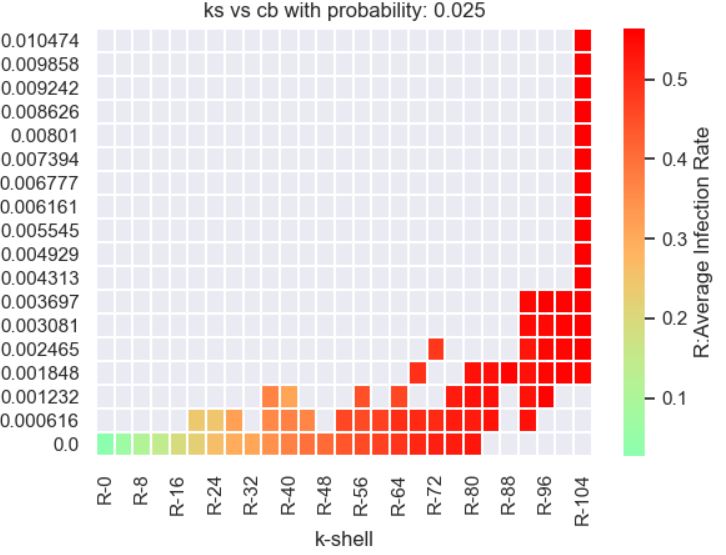 ks vs cb with probability: 0.025
0.010474
0.009858
0.009242
0.008626
0.00801
0.007394
0.006777
0.006161
0.005545
0.004929
0.004313
0.003697
0.003081
0.002465
0.001848
0.001232
0.000616
0.0
R-0
R-8
R-16
R-24
R-32
R-40
R-48
R-56
R-64
R-72
R-80
R-88
R-96
R-104
k-shell
0.5
0.4
0.3
0.2
0.1
R:Average Infection Rate